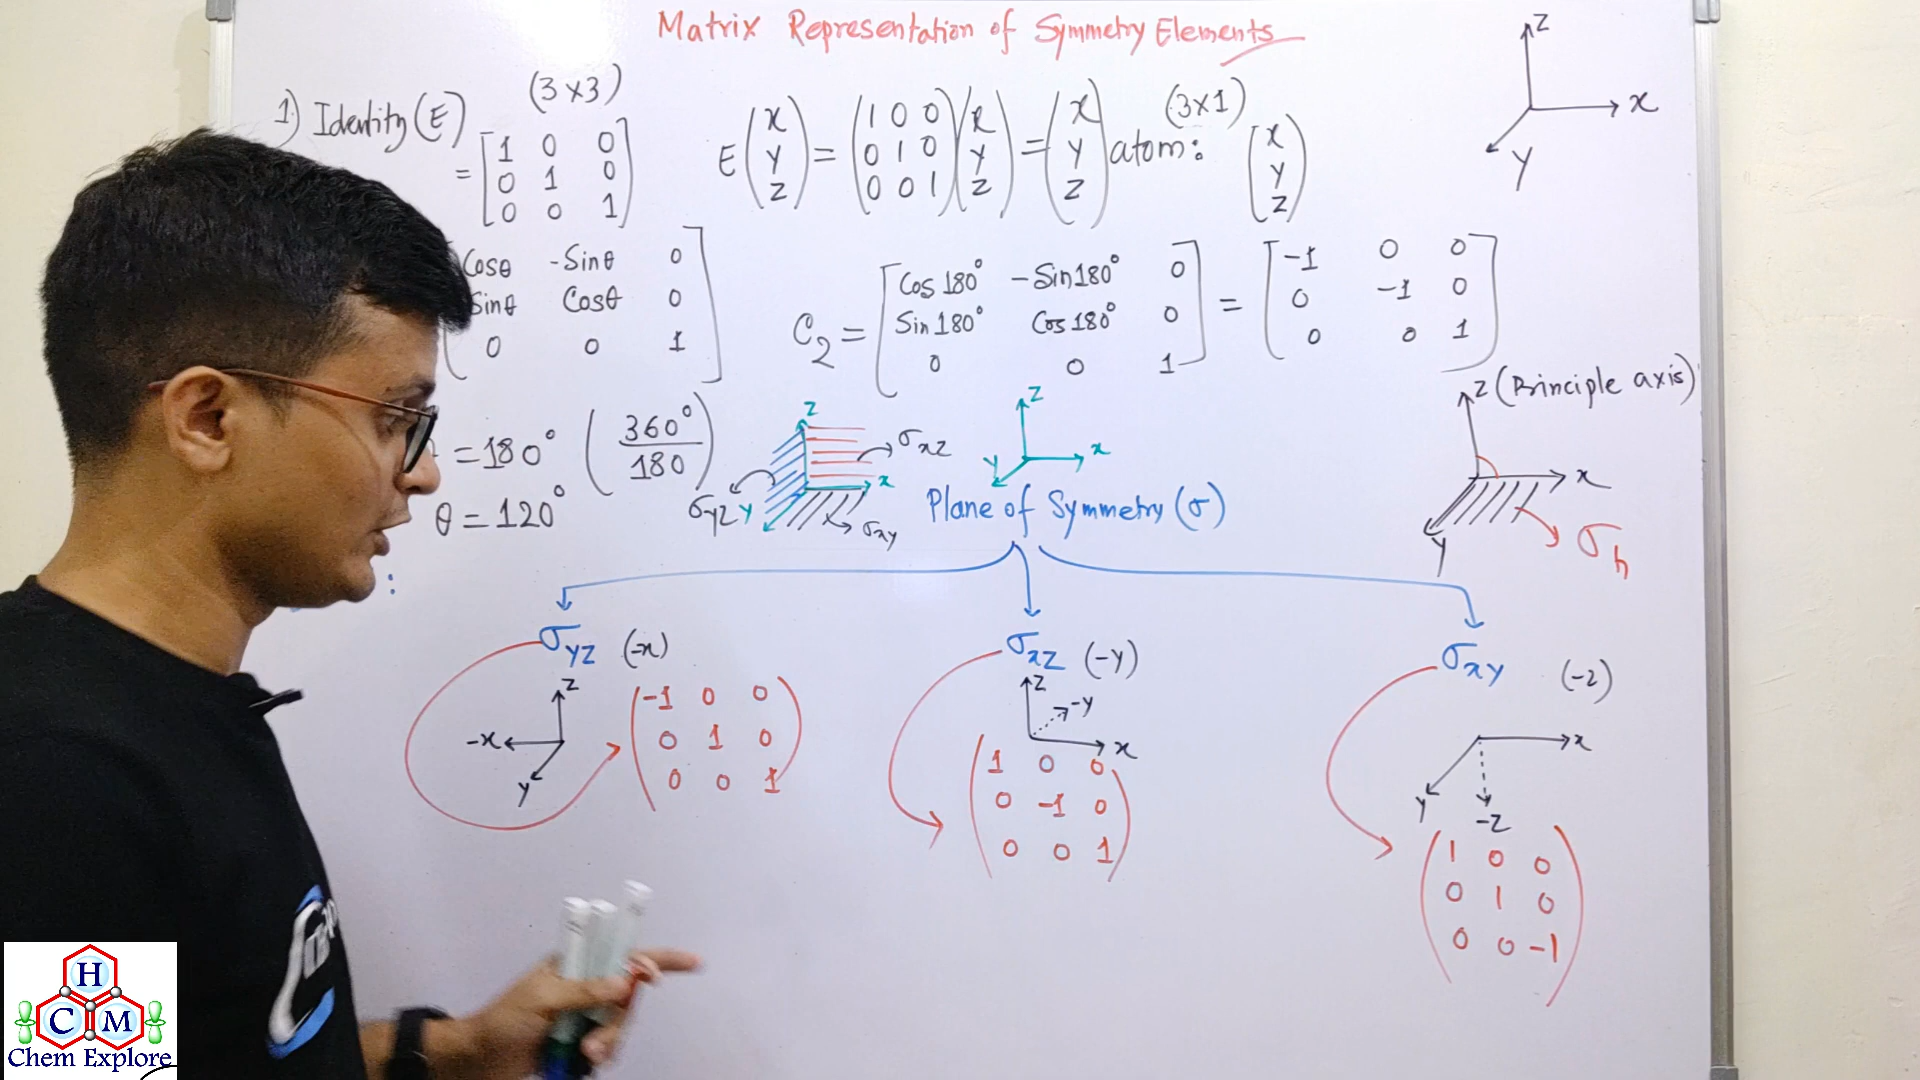 Matrix Representation of Symmetry Elements
1) Identity (E) (3 x 3)
= [1 0 0
0 1 0
0 0 1]
E (x y z) = (1 0 0 0 1 0 0 0 1) (x y z) = (x y z) atom: (3x1) [x y z]
z
x
y
Cosθ -Sinθ 0
Sinθ Cosθ 0
0 0 1
C2 = [Cos 180° -Sin 180° 0
Sin 180° Cos 180° 0
0 0 1]
= [-1 0 0
0 -1 0
0 0 1]
= 180° (360° / 180)
θ = 120°
:
z
σxz
x
σyz y
σxy
z
y x
z (Principle axis)
x
y
σh
Plane of Symmetry (σ)
σyz (-x)
z
-x
y
(-1 0 0
0 1 0
0 0 1)
σxz (-y)
z
-y
x
(1 0 0
0 -1 0
0 0 1)
σxy (-z)
x
y
-z
(1 0 0
0 1 0
0 0 -1)
H
C M
Chem Explore